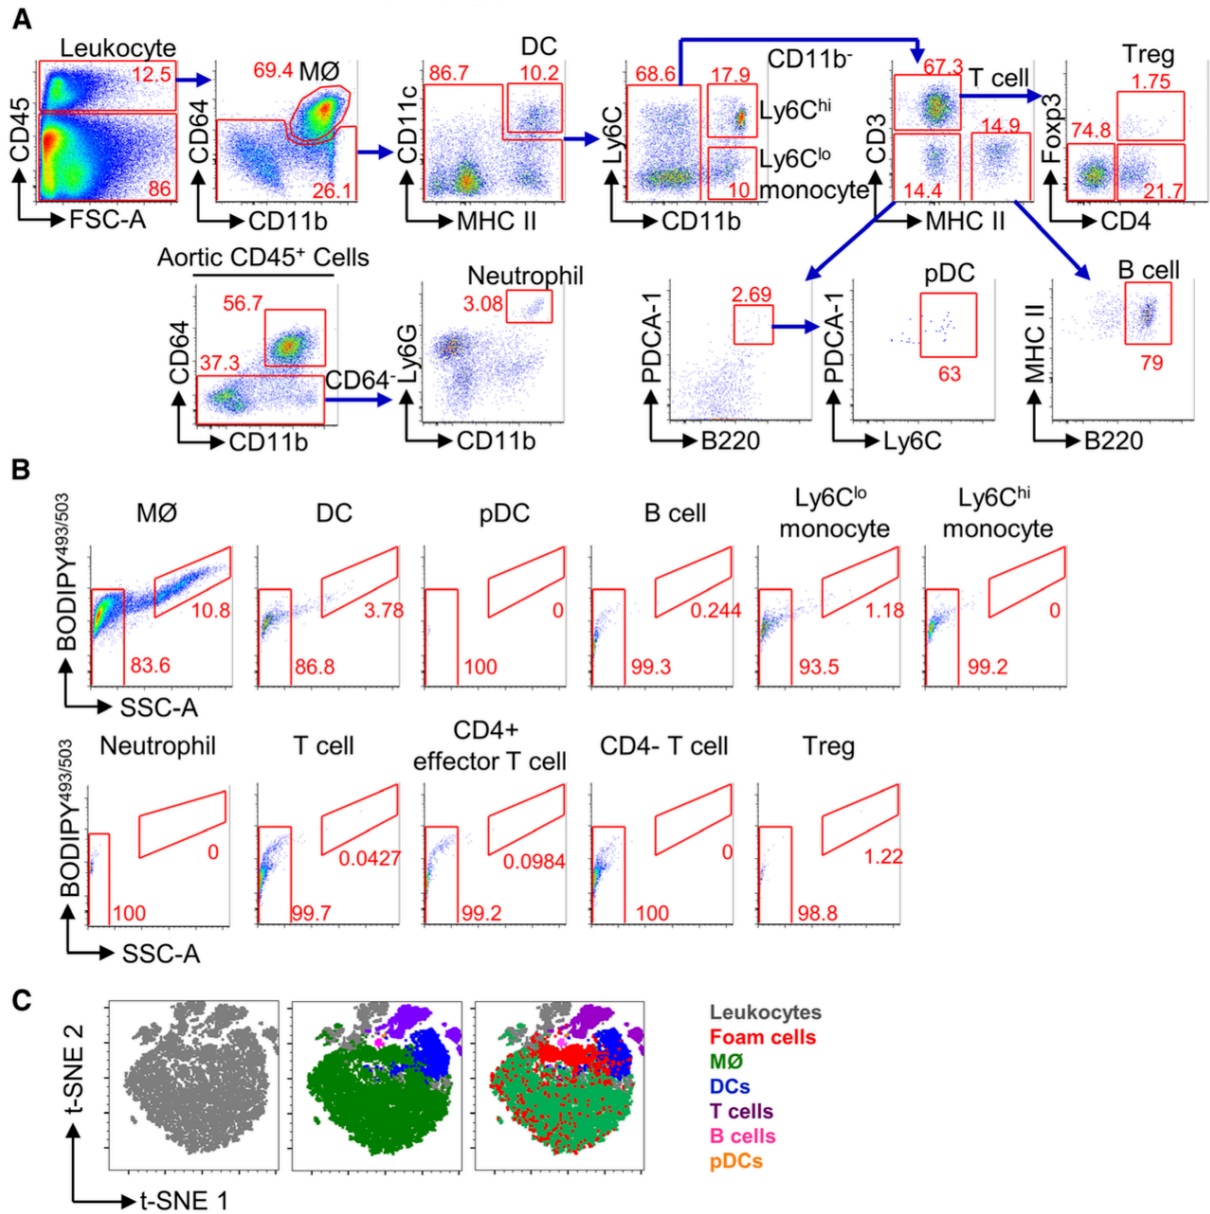 A
Leukocyte
12.5
86
CD45
FSC-A
69.4 MØ
26.1
CD64
CD11b
DC
86.7
10.2
CD11c
MHC II
68.6
17.9
CD11b-
Ly6Chi
Ly6Clo
monocyte
10
Ly6C
CD11b
67.3
T cell
14.9
14.4
CD3
MHC II
Treg
1.75
74.8
21.7
Foxp3
CD4
Aortic CD45+ Cells
56.7
37.3
CD64
CD11b
CD64-
Neutrophil
3.08
Ly6G
CD11b
2.69
PDCA-1
B220
pDC
63
PDCA-1
Ly6C
B cell
79
MHC II
B220
B
BODIPY493/503
SSC-A
MØ
10.8
83.6
DC
3.78
86.8
pDC
0
100
B cell
0.244
99.3
Ly6Clo
monocyte
1.18
93.5
Ly6Chi
monocyte
0
99.2
BODIPY493/503
SSC-A
Neutrophil
0
100
T cell
0.0427
99.7
CD4+
effector T cell
0.0984
99.2
CD4- T cell
0
100
Treg
1.22
98.8
C
t-SNE 2
t-SNE 1
Leukocytes
Foam cells
MØ
DCs
T cells
B cells
pDCs